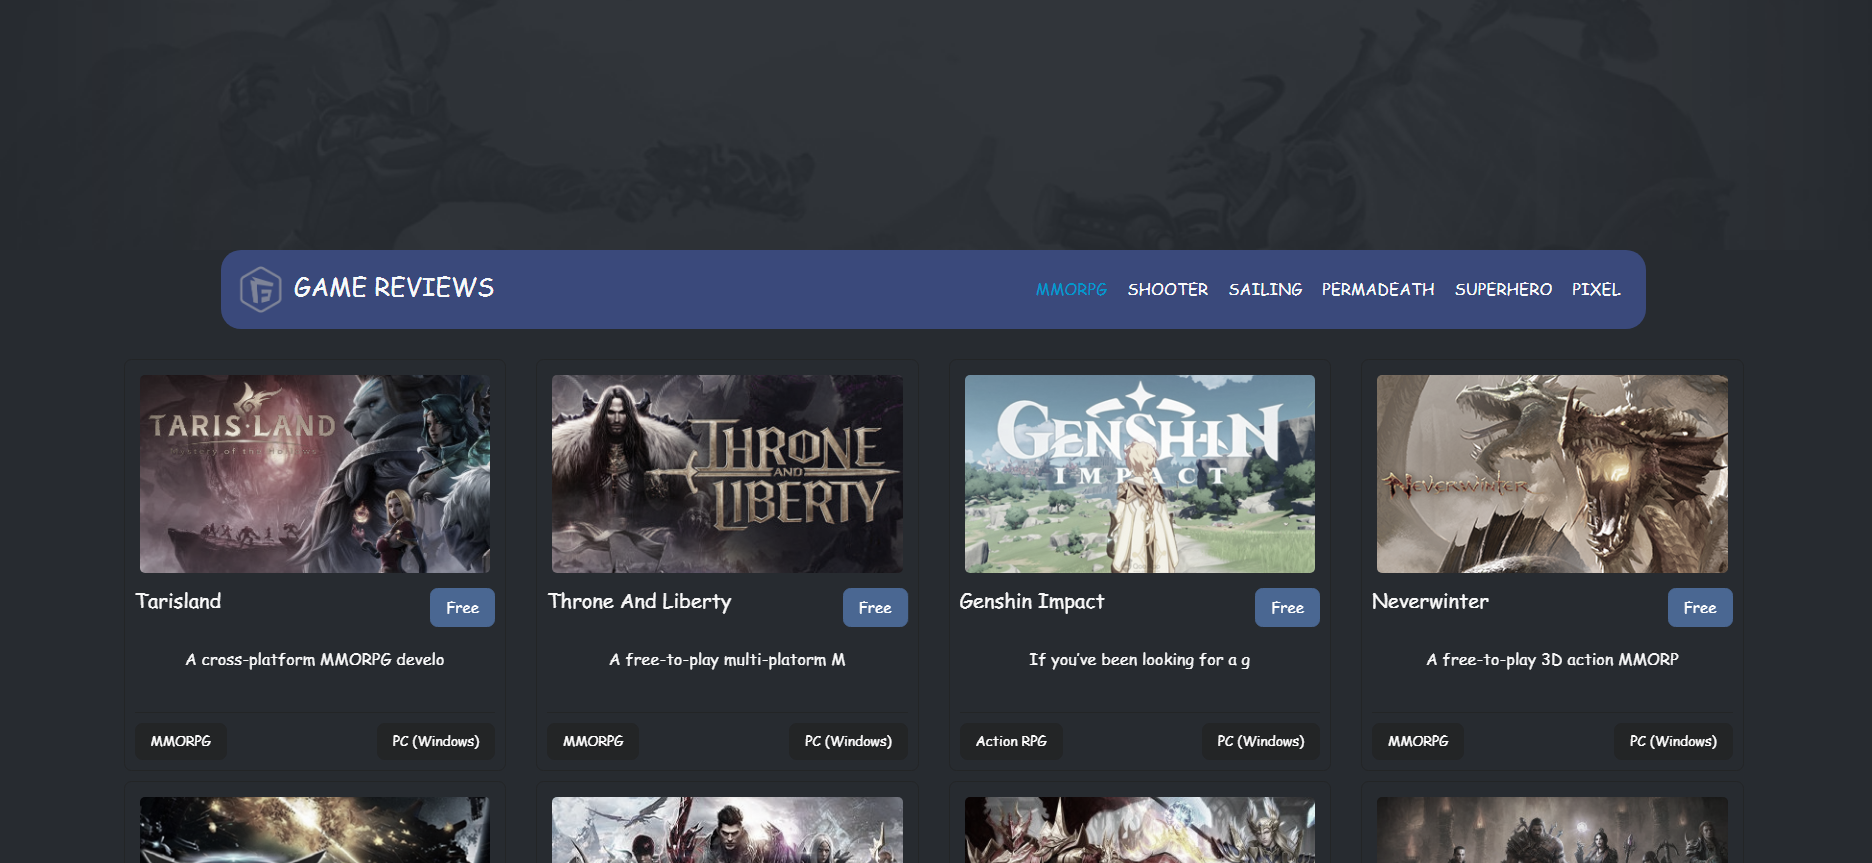 GAME REVIEWS
MMORPG SHOOTER SAILING PERMADEATH SUPERHERO PIXEL
TARIS·LAND
THRONE
AND
LIBERTY
GENSHIN
IMPACT
NEVERWINTER
Tarisland
Free
A cross-platform MMORPG develo
MMORPG
PC (Windows)
Throne And Liberty
Free
A free-to-play multi-platorm M
MMORPG
PC (Windows)
Genshin Impact
Free
If you've been looking for a g
Action RPG
PC (Windows)
Neverwinter
Free
A free-to-play 3D action MMORP
MMORPG
PC (Windows)